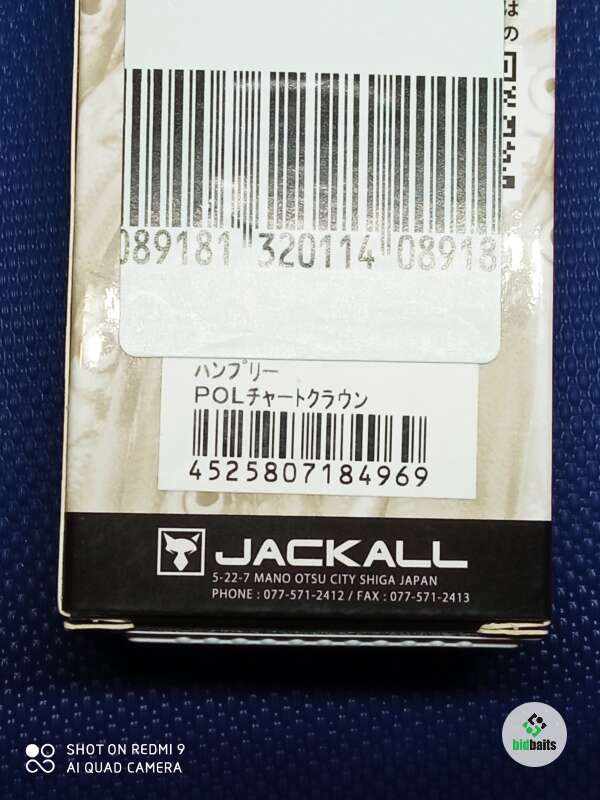 は
の
089181 320114 08918
ハンプリー
POLチャートクラウン
4525807184969
JACKALL
5-22-7 MANO OTSU CITY SHIGA JAPAN
PHONE : 077-571-2412 / FAX : 077-571-2413
SHOT ON REDMI 9
AI QUAD CAMERA
bidbaits